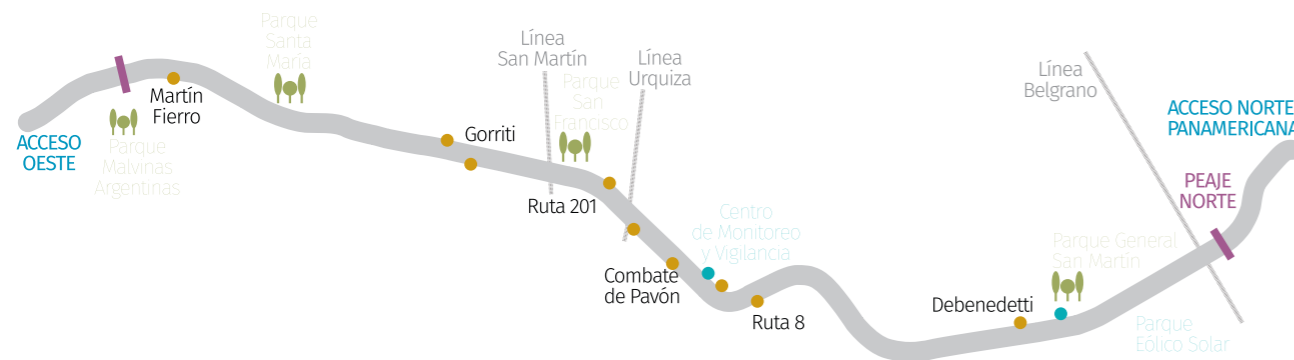 ACCESO
OESTE
Parque
Malvinas
Argentinas
Martín
Fierro
Parque
Santa
María
Gorriti
Línea
San Martín
Parque
San
Francisco
Ruta 201
Línea
Urquiza
Combate
de Pavón
Centro
de Monitoreo
y Vigilancia
Ruta 8
Debenedetti
Parque General
San Martín
Parque
Eólico Solar
Línea
Belgrano
PEAJE
NORTE
ACCESO NORTE
PANAMERICANA